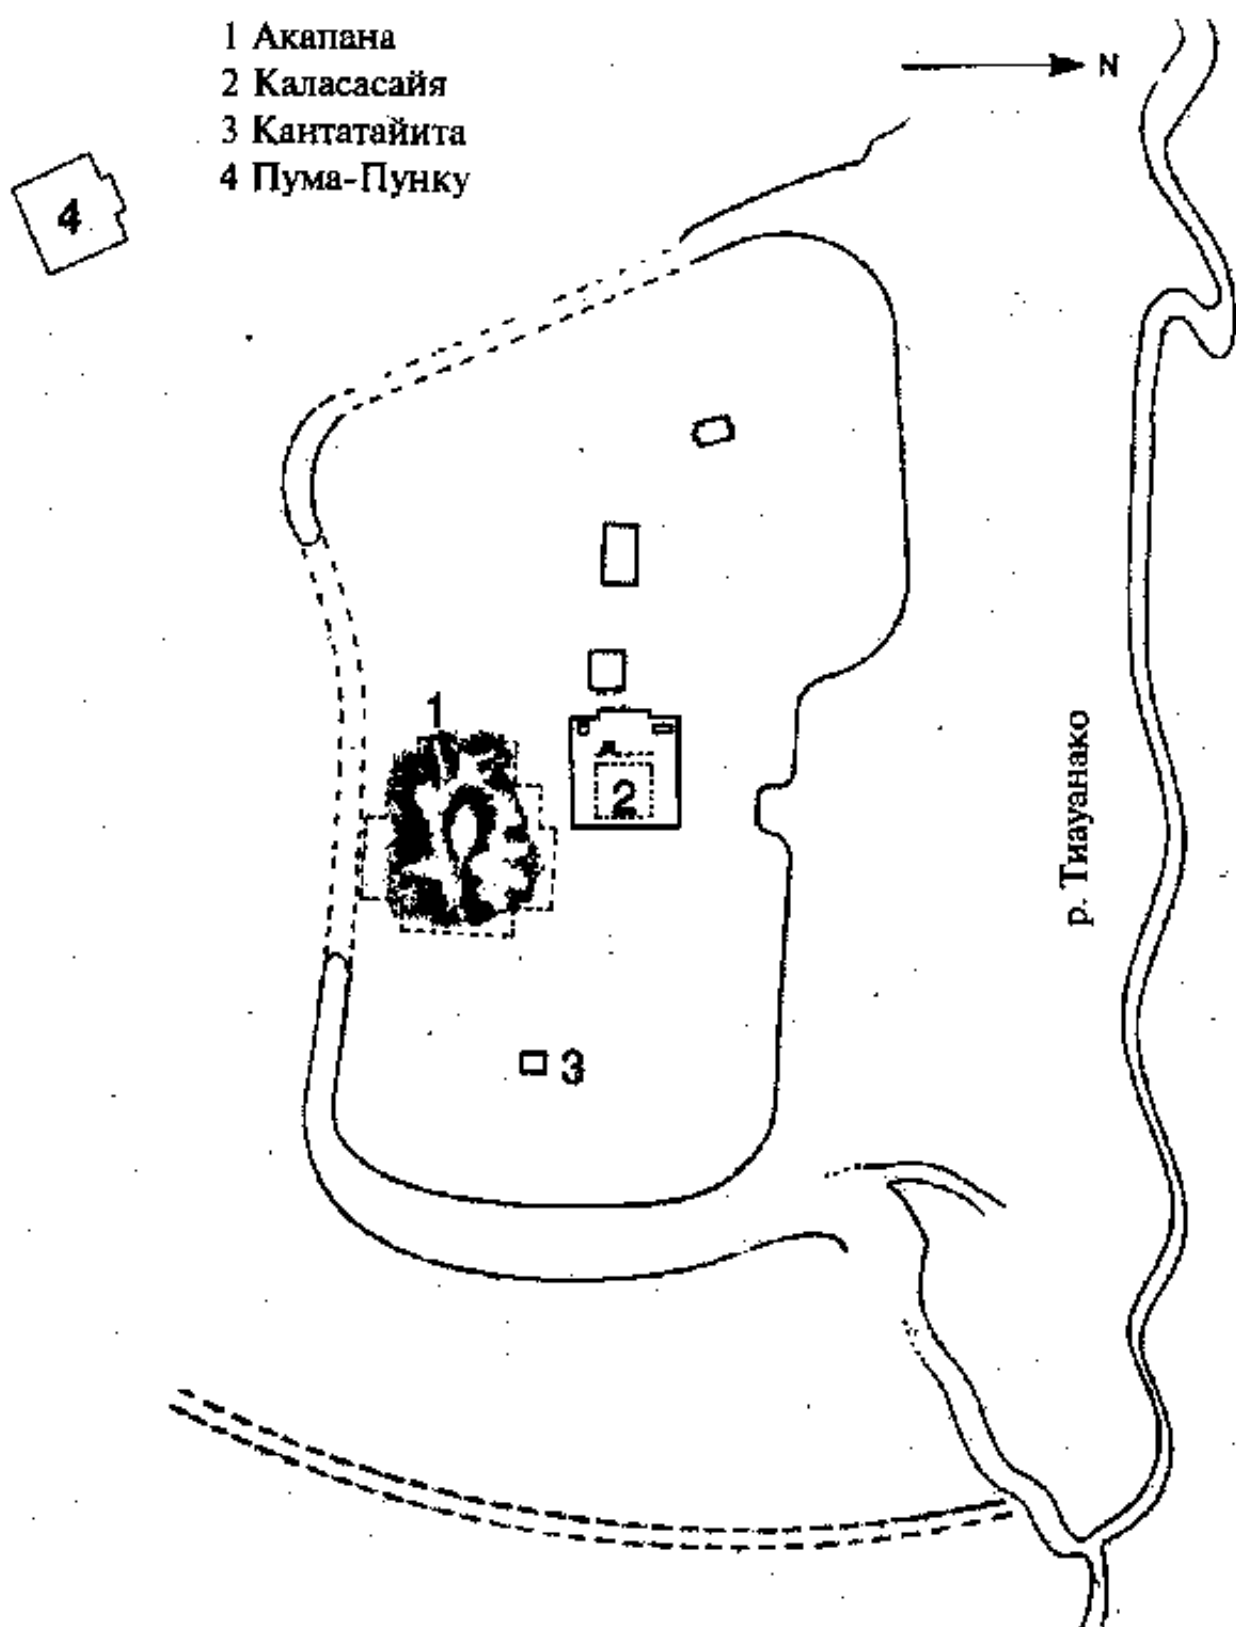 1 Акапана
2 Каласасайя
3 Кантатайита
4 Пума-Пунку
N
4
1
2
р. Тиауанако
3